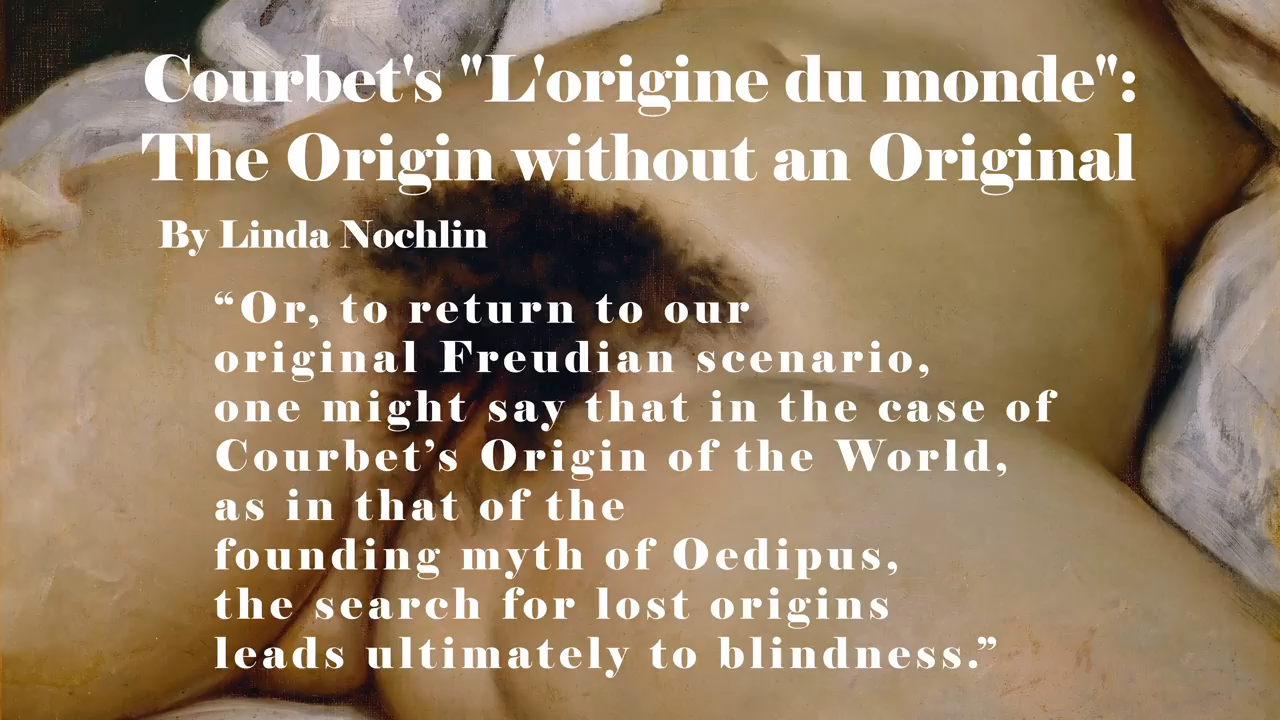 Courbet's "L'origine du monde":
The Origin without an Original
By Linda Nochlin
“Or, to return to our
original Freudian scenario,
one might say that in the case of
Courbet’s Origin of the World,
as in that of the
founding myth of Oedipus,
the search for lost origins
leads ultimately to blindness.”